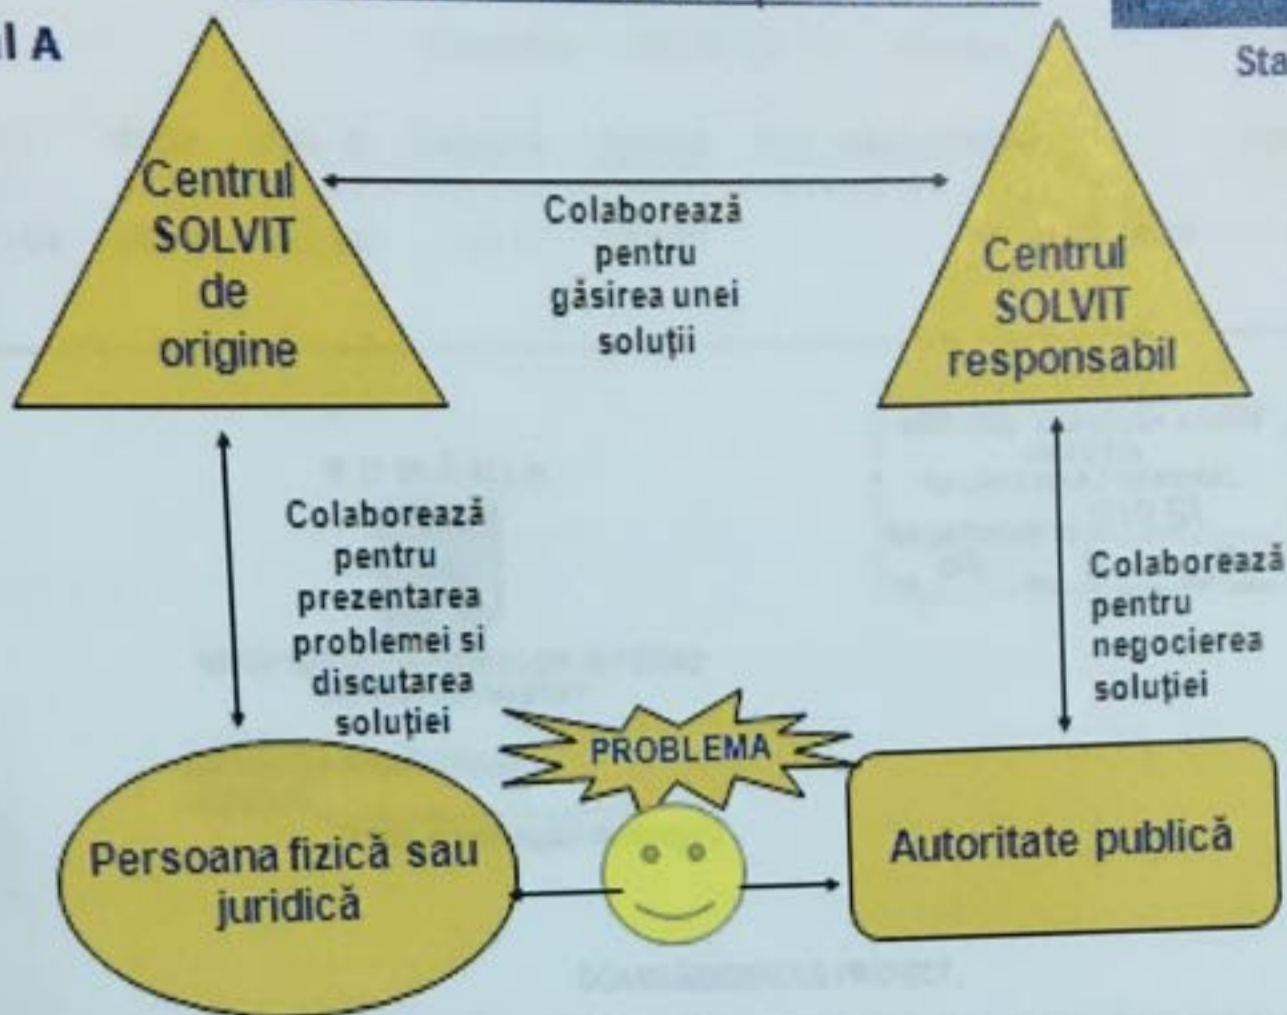 l A
Sta
Centrul
SOLVIT
de
origine
Colaborează
pentru
găsirea unei
soluții
Centrul
SOLVIT
responsabil
Colaborează
pentru
prezentarea
problemei si
discutarea
soluției
Colaborează
pentru
negocierea
soluției
PROBLEMA
Persoana fizică sau
juridică
Autoritate publică